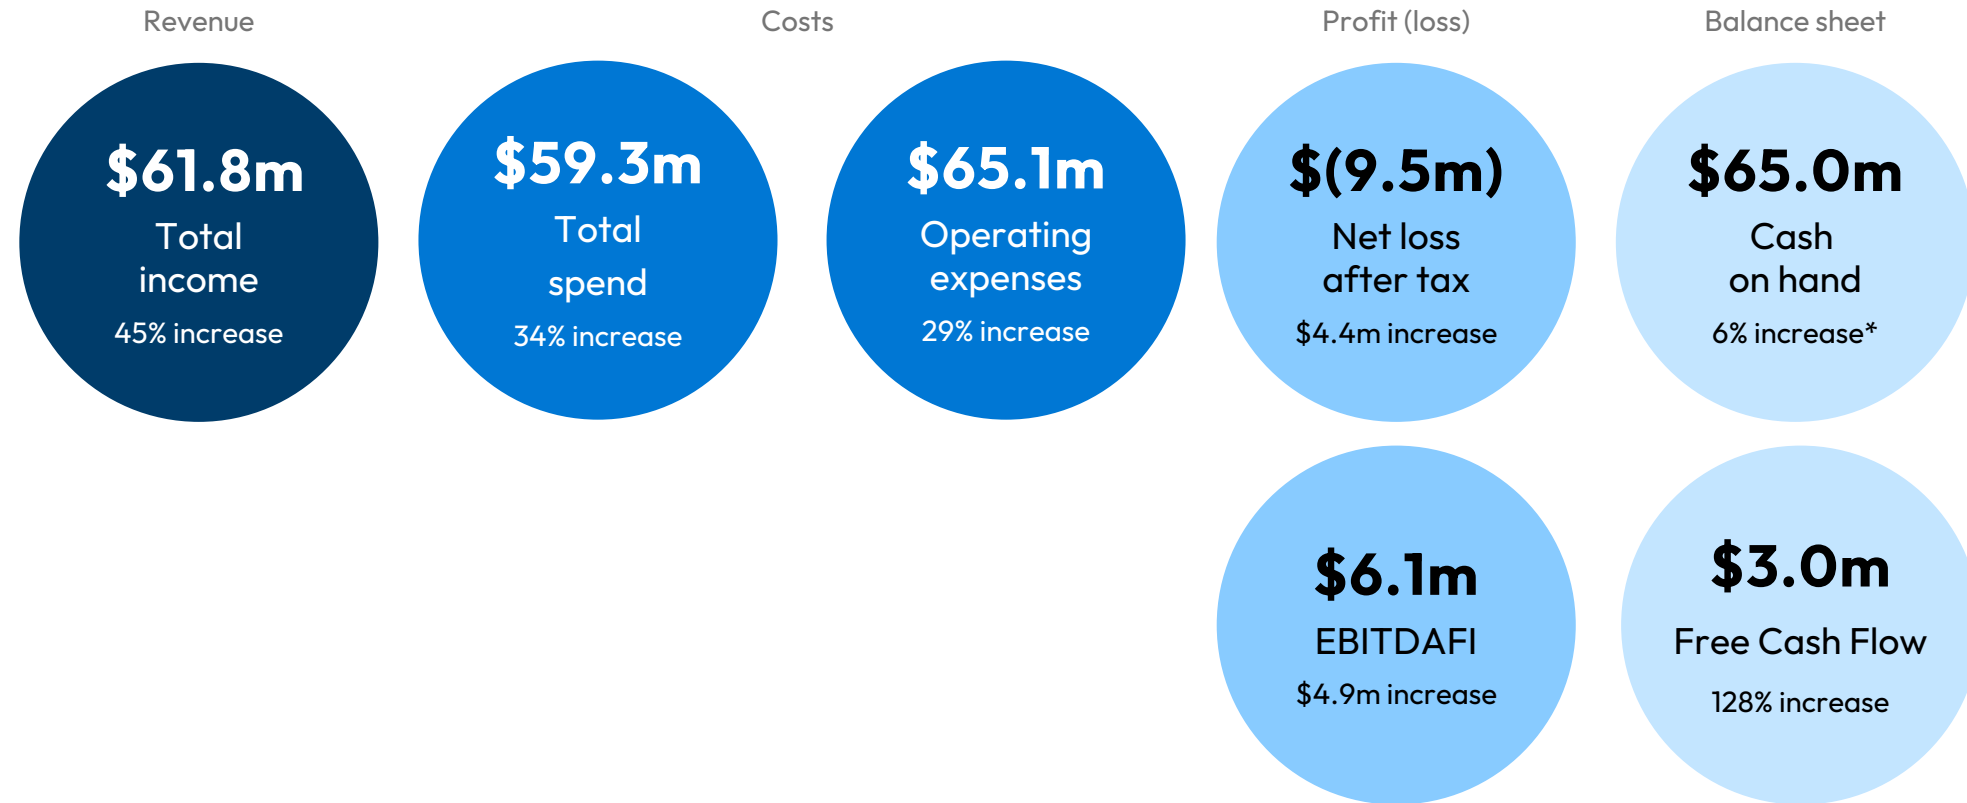 Revenue
Costs
Profit (loss)
Balance sheet
$61.8m
Total
income
45% increase
$59.3m
Total
spend
34% increase
$65.1m
Operating
expenses
29% increase
$(9.5m)
Net loss
after tax
$4.4m increase
$65.0m
Cash
on hand
6% increase*
$6.1m
EBITDAFI
$4.9m increase
$3.0m
Free Cash Flow
128% increase